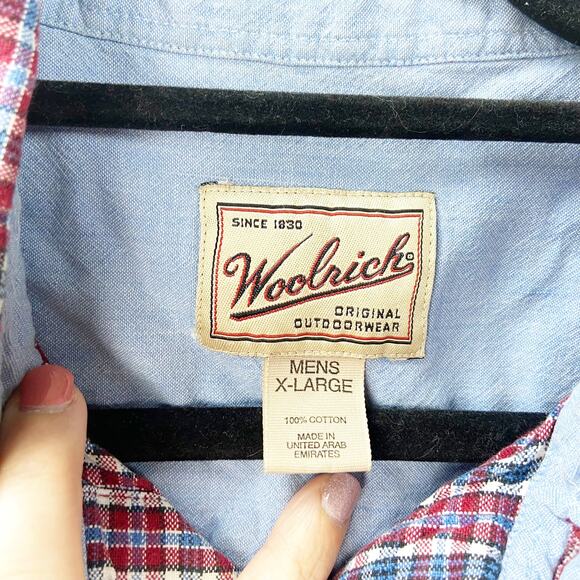 SINCE 1830
Woolrich®
ORIGINAL
OUTDOORWEAR
MENS
X-LARGE
100% COTTON
MADE IN
UNITED ARAB
EMIRATES